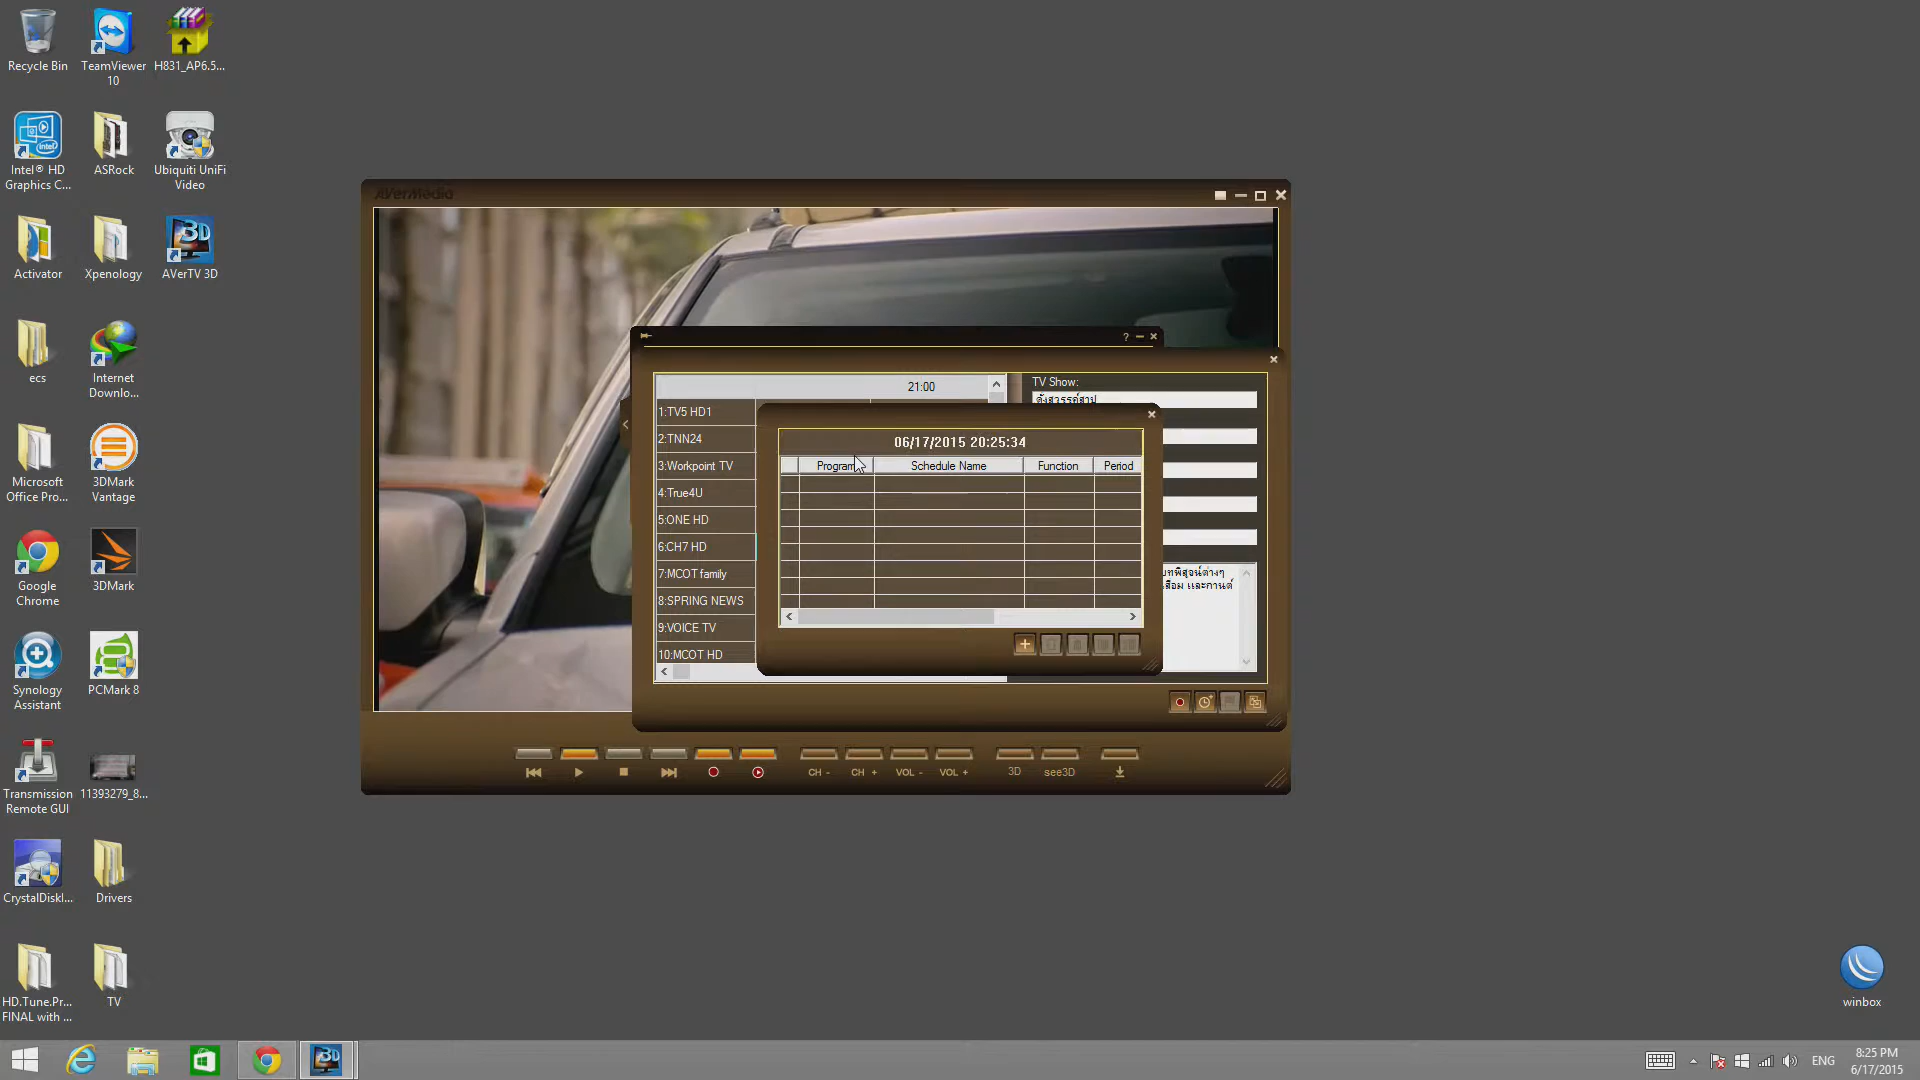 Recycle Bin
TeamViewer 10
H831_AP6.5...
Intel® HD Graphics C...
ASRock
Ubiquiti UniFi Video
Activator
Xpenology
AVerTV 3D
ecs
Internet Downlo...
Microsoft Office Pro...
3DMark Vantage
Google Chrome
3DMark
Synology Assistant
PCMark 8
Transmission Remote GUI
11393279_8...
CrystalDiskI...
Drivers
HD.Tune.Pr... FINAL with ...
TV
winbox
AVerMedia
21:00
TV Show:
1:TV5 HD1
2:TNN24
3:Workpoint TV
4:True4U
5:ONE HD
6:CH7 HD
7:MCOT family
8:SPRING NEWS
9:VOICE TV
10:MCOT HD
06/17/2015 20:25:34
Program Schedule Name Function Period
CH - CH + VOL - VOL + 3D see3D
ENG
8:25 PM
6/17/2015